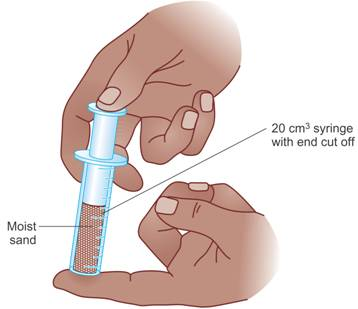 20 cm³ syringe
with end cut off
Moist
sand